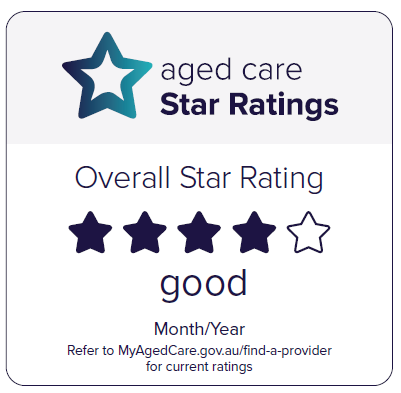 aged care
Star Ratings
Overall Star Rating
good
Month/Year
Refer to MyAgedCare.gov.au/find-a-provider
for current ratings